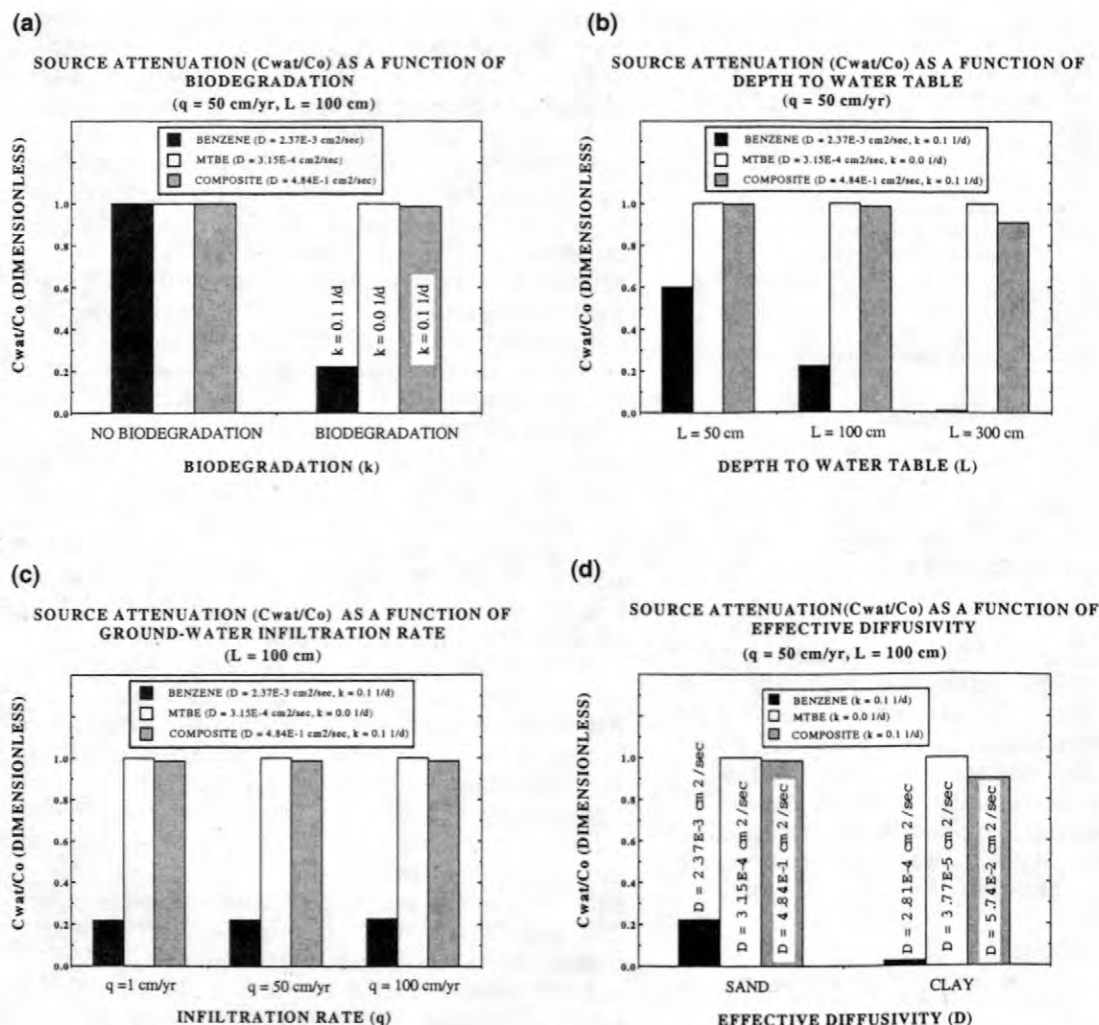 (a)
SOURCE ATTENUATION (Cwat/Co) AS A FUNCTION OF
BIODEGRADATION
(q = 50 cm/yr, L = 100 cm)
BENZENE (D = 2.37E-3 cm2/sec)
MTBE (D = 3.15E-4 cm2/sec)
COMPOSITE (D = 4.84E-1 cm2/sec)
Cwat/Co (DIMENSIONLESS)
1.0
0.8
0.6
0.4
0.2
0.0
k = 0.1 1/d
k = 0.0 1/d
k = 0.1 1/d
NO BIODEGRADATION
BIODEGRADATION
BIODEGRADATION (k)
(b)
SOURCE ATTENUATION (Cwat/Co) AS A FUNCTION OF
DEPTH TO WATER TABLE
(q = 50 cm/yr)
BENZENE (D = 2.37E-3 cm2/sec, k = 0.1 1/d)
MTBE (D = 3.15E-4 cm2/sec, k = 0.0 1/d)
COMPOSITE (D = 4.84E-1 cm2/sec, k = 0.1 1/d)
Cwat/Co (DIMENSIONLESS)
1.0
0.8
0.6
0.4
0.2
0.0
L = 50 cm
L = 100 cm
L = 300 cm
DEPTH TO WATER TABLE (L)
(c)
SOURCE ATTENUATION (Cwat/Co) AS A FUNCTION OF
GROUND-WATER INFILTRATION RATE
(L = 100 cm)
BENZENE (D = 2.37E-3 cm2/sec, k = 0.1 1/d)
MTBE (D = 3.15E-4 cm2/sec, k = 0.0 1/d)
COMPOSITE (D = 4.84E-1 cm2/sec, k = 0.1 1/d)
Cwat/Co (DIMENSIONLESS)
1.0
0.8
0.6
0.4
0.2
0.0
q =1 cm/yr
q = 50 cm/yr
q = 100 cm/yr
INFILTRATION RATE (q)
(d)
SOURCE ATTENUATION(Cwat/Co) AS A FUNCTION OF
EFFECTIVE DIFFUSIVITY
(q = 50 cm/yr, L = 100 cm)
BENZENE (k = 0.1 1/d)
MTBE (k = 0.0 1/d)
COMPOSITE (k = 0.1 1/d)
Cwat/Co (DIMENSIONLESS)
1.0
0.8
0.6
0.4
0.2
0.0
D = 2.37E-3 cm 2/sec
D = 3.15E-4 cm 2/sec
D = 4.84E-1 cm 2/sec
D = 2.81E-4 cm 2/sec
D = 3.77E-5 cm 2/sec
D = 5.74E-2 cm 2/sec
SAND
CLAY
EFFECTIVE DIFFUSIVITY (D)